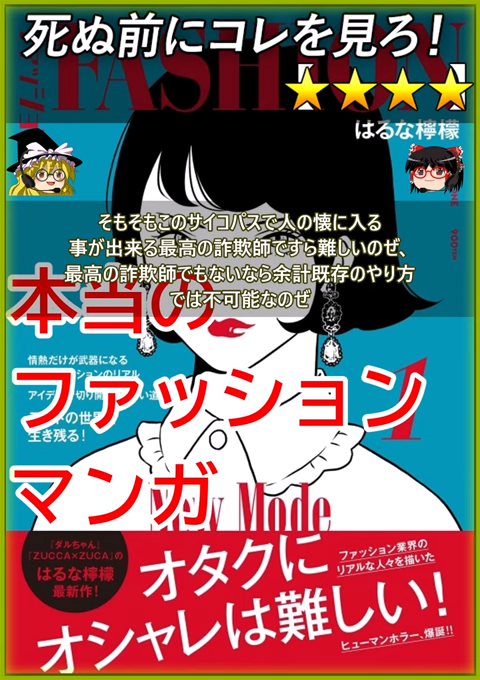 死ぬ前にコレを見ろ！
FASHION
はるな檸檬
900円+税
そもそもこのサイコパスで人の懐に入る
事が出来る最高の詐欺師ですら難しいのぜ、
最高の詐欺師でもないなら余計既存のやり方
では不可能なのぜ
本当の
ファッション
マンガ
情熱だけが武器になる
のリアル
アイデ
切り開
生き残る！
1
New Mode
『ダルちゃん』
『ZUCCA×ZUCA』の
はるな檸檬
最新作！
ファッション業界の
リアルな人々を描いた
オタクに
オシャレは難しい！
ヒューマンホラー、爆誕!!